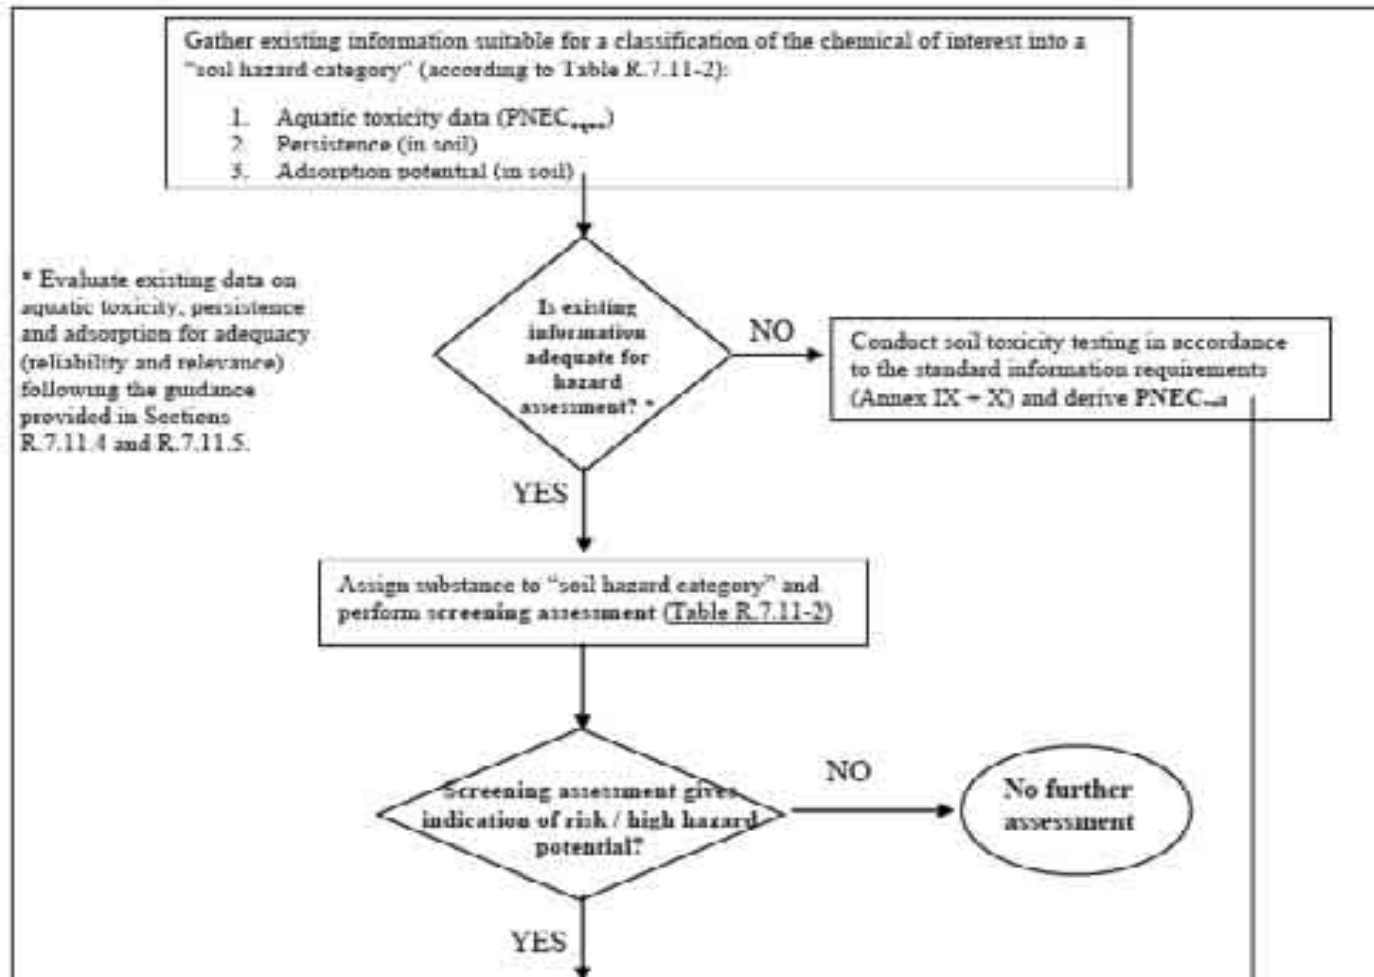 Gather existing information suitable for a classification of the chemical of interest into a
"soil hazard category" (according to Table R.7.11-2):
1. Aquatic toxicity data (PNECaqua)
2. Persistence (in soil)
3. Adsorption potential (in soil)
* Evaluate existing data on
aquatic toxicity, persistence
and adsorption for adequacy
(reliability and relevance)
following the guidance
provided in Sections
R.7.11.4 and R.7.11.5.
Is existing
information
adequate for
hazard
assessment? *
NO
Conduct soil toxicity testing in accordance
to the standard information requirements
(Annex IX + X) and derive PNECsoil
YES
Assign substance to "soil hazard category" and
perform screening assessment (Table R.7.11-2)
Screening assessment gives
indication of risk / high hazard
potential?
NO
No further
assessment
YES